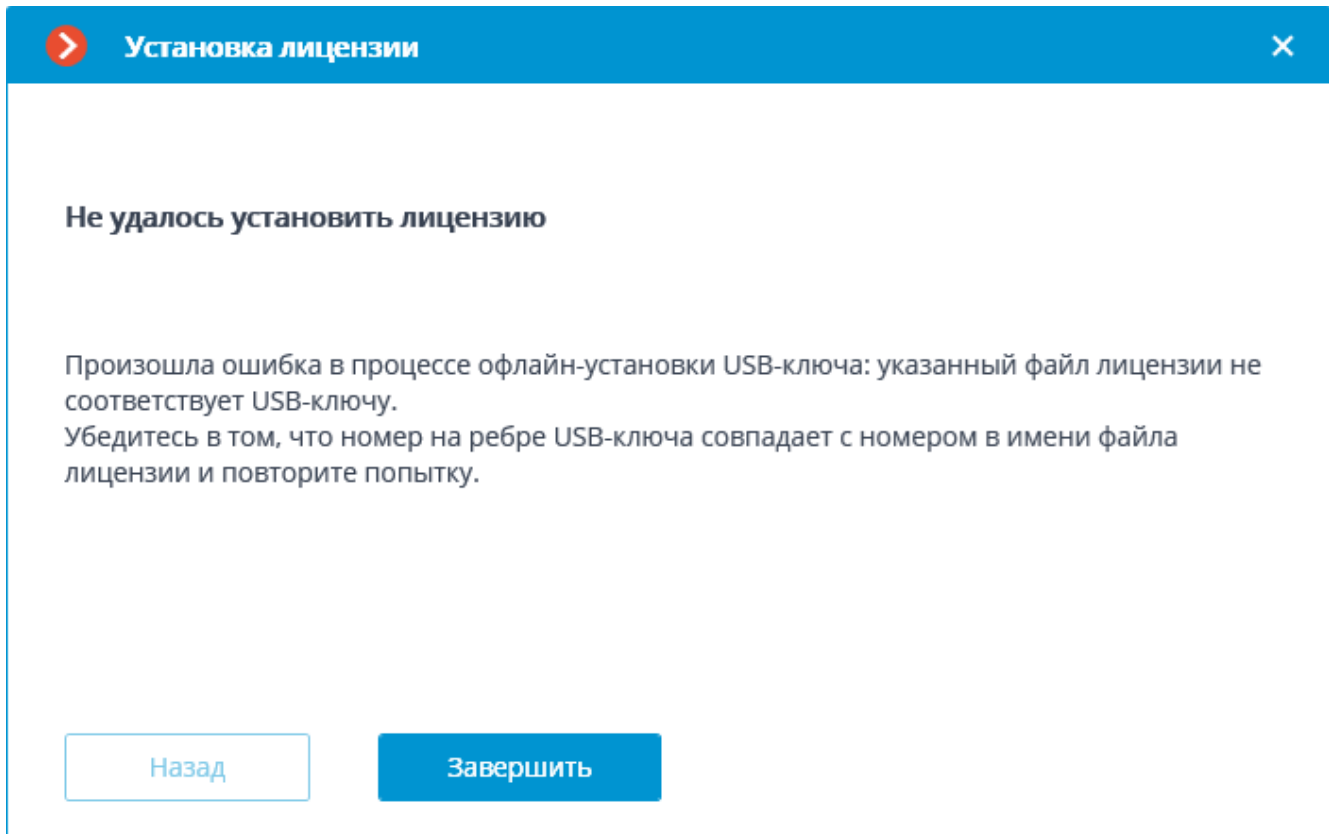 Установка лицензии
Не удалось установить лицензию
Произошла ошибка в процессе офлайн-установки USB-ключа: указанный файл лицензии не
соответствует USB-ключу.
Убедитесь в том, что номер на ребре USB-ключа совпадает с номером в имени файла
лицензии и повторите попытку.
Назад
Завершить